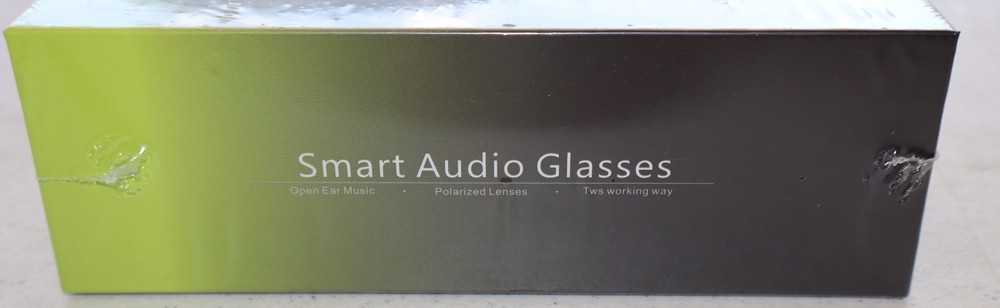 Smart Audio Glasses
Open Ear Music · Polarized Lenses · Tws working way